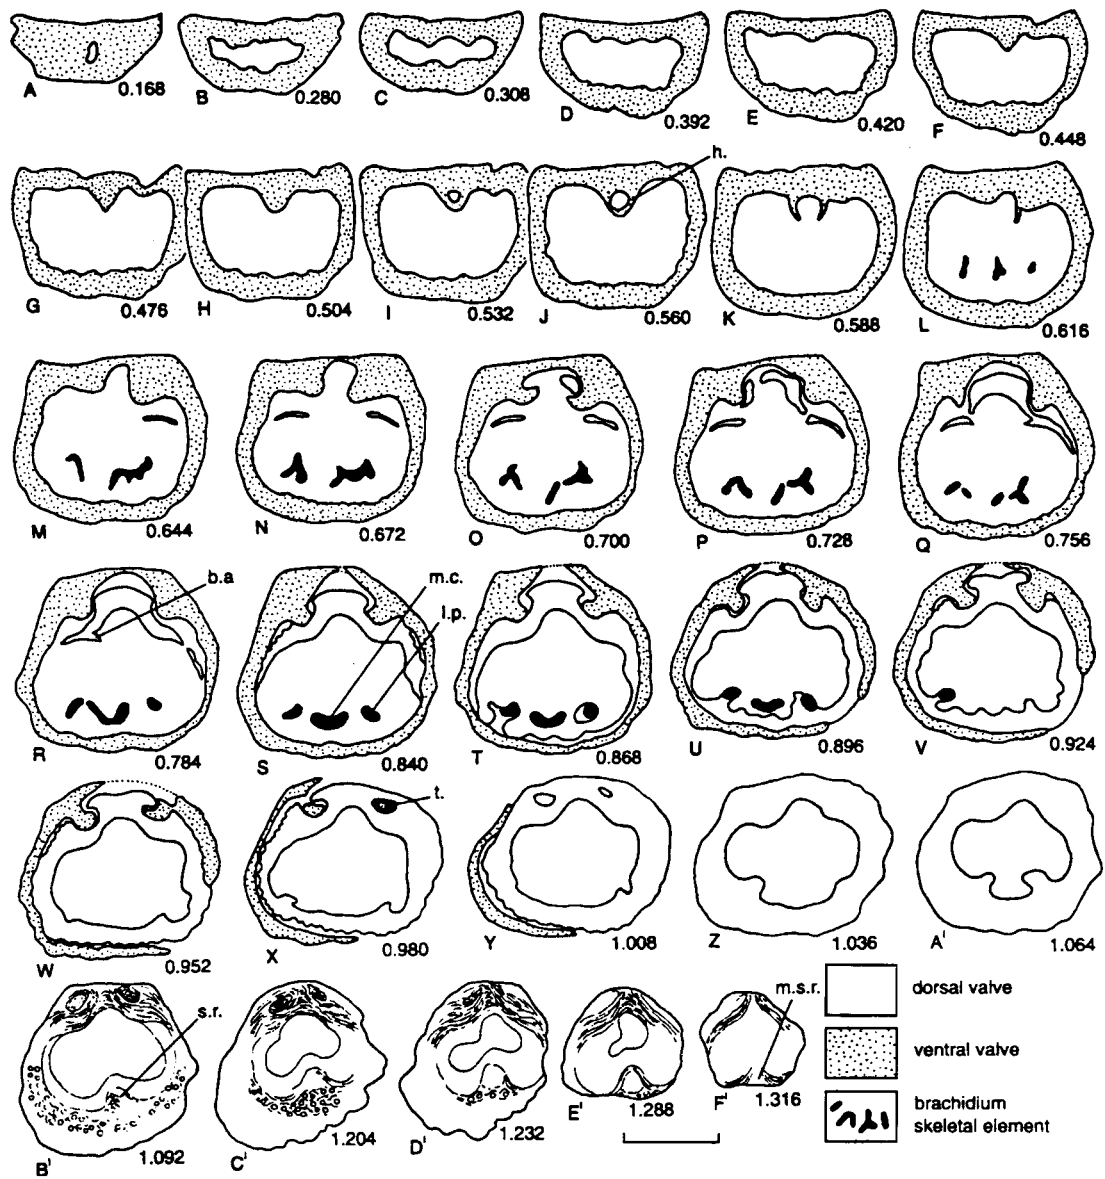 A 0.168 B 0.280 C 0.308 D 0.392 E 0.420 F 0.448
h.
G 0.476 H 0.504 I 0.532 J 0.560 K 0.588 L 0.616
M 0.644 N 0.672 O 0.700 P 0.728 Q 0.756
b.a m.c. l.p.
R 0.784 S 0.840 T 0.868 U 0.896 V 0.924
t.
W 0.952 X 0.980 Y 1.008 Z 1.036 A' 1.064
s.r. m.s.r. dorsal valve
ventral valve
B' 1.092 C' 1.204 D' 1.232 E' 1.288 F' 1.316
brachidium
skeletal element